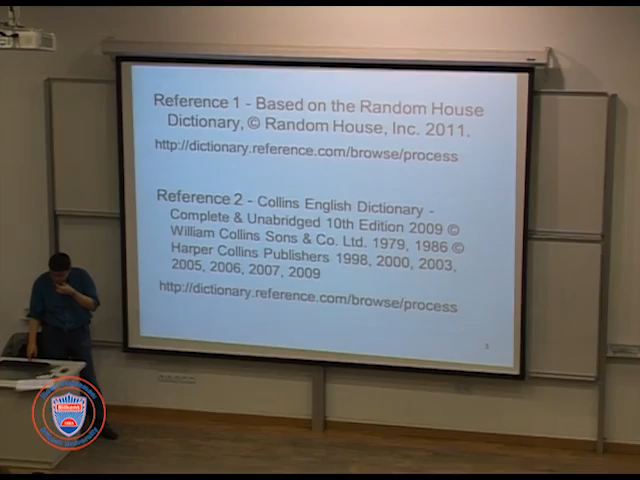 Reference 1 - Based on the Random House
Dictionary, © Random House, Inc. 2011.
http://dictionary.reference.com/browse/process
Reference 2 - Collins English Dictionary -
Complete & Unabridged 10th Edition 2009 ©
William Collins Sons & Co. Ltd. 1979, 1986 ©
Harper Collins Publishers 1998, 2000, 2003,
2005, 2006, 2007, 2009
http://dictionary.reference.com/browse/process
Bilkent
University